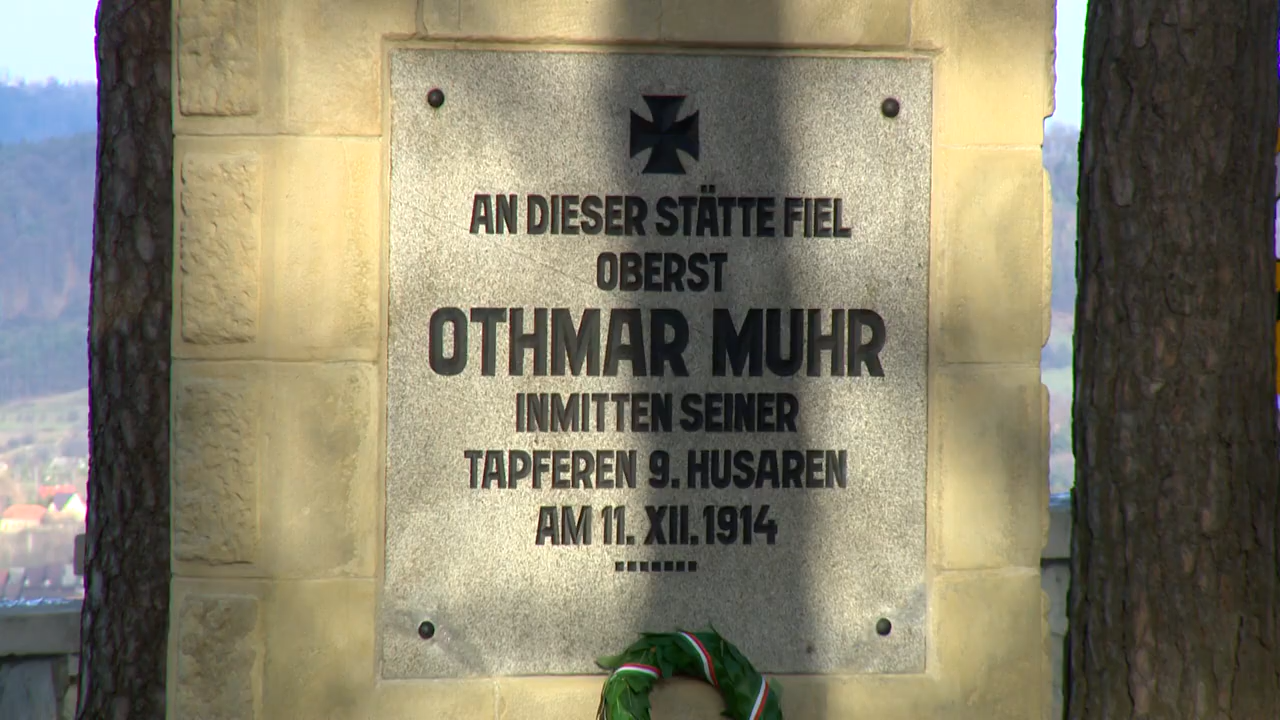 AN DIESER STÄTTE FIEL
OBERST
OTHMAR MUHR
INMITTEN SEINER
TAPFEREN 9. HUSAREN
AM 11. XII. 1914